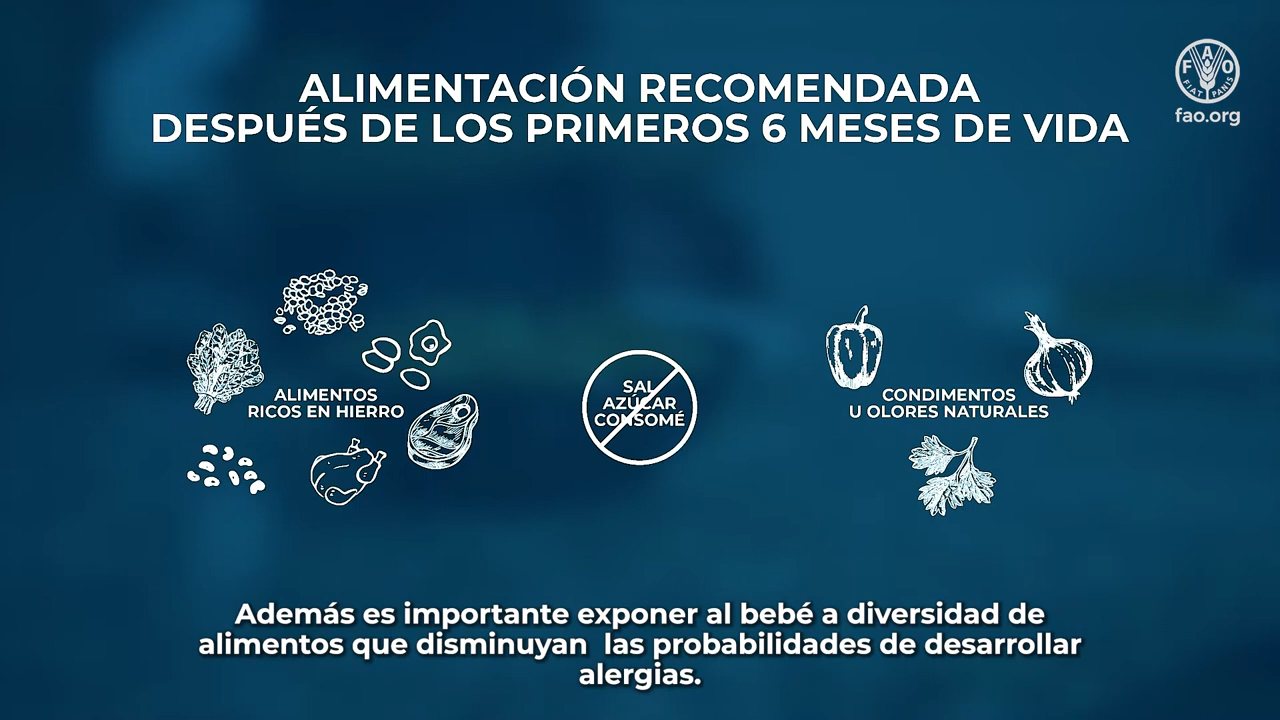 ALIMENTACIÓN RECOMENDADA
DESPUÉS DE LOS PRIMEROS 6 MESES DE VIDA
F A O
FIAT PANIS
fao.org
ALIMENTOS
RICOS EN HIERRO
SAL
AZÚCAR
CONSOMÉ
CONDIMENTOS
U OLORES NATURALES
Además es importante exponer al bebé a diversidad de
alimentos que disminuyan las probabilidades de desarrollar
alergias.